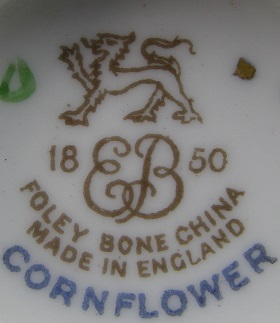 18 EB 50
FOLEY BONE CHINA
MADE IN ENGLAND
CORNFLOWER